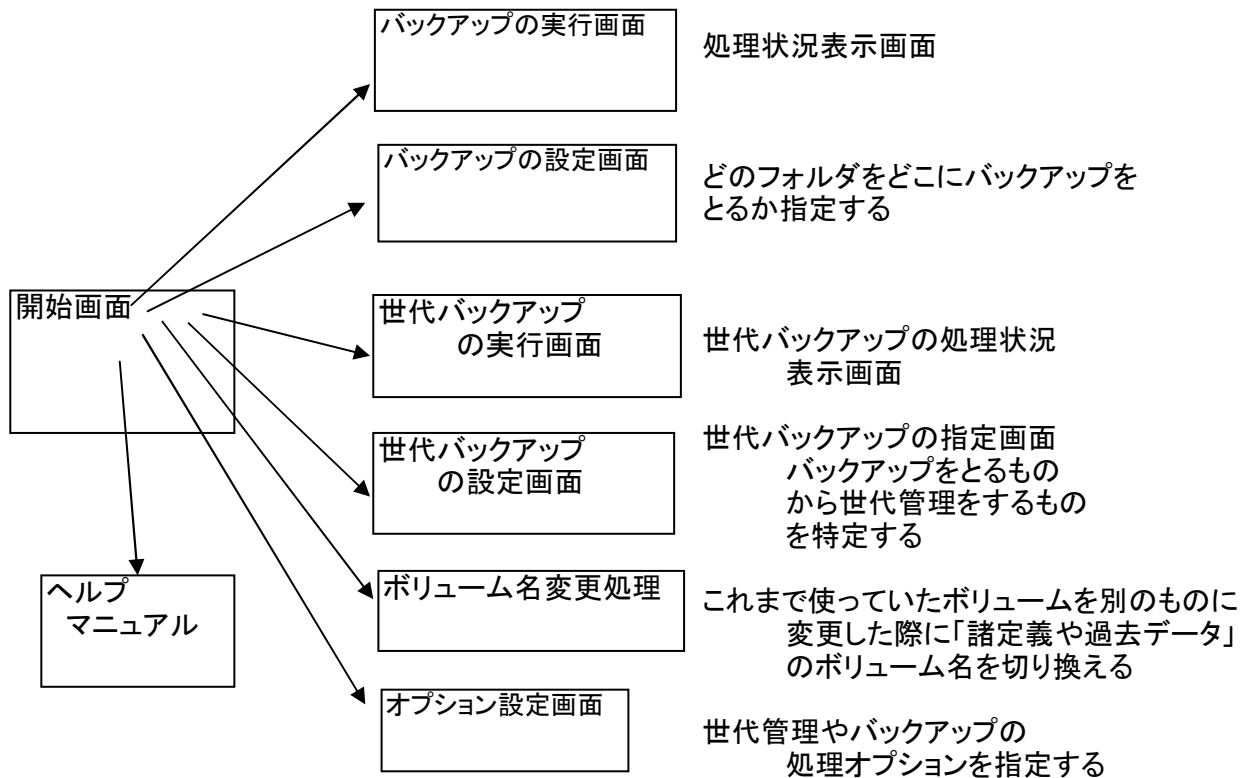 バックアップの実行画面
処理状況表示画面
バックアップの設定画面
どのフォルダをどこにバックアップを
とるか指定する
開始画面
世代バックアップ
の実行画面
世代バックアップの処理状況
表示画面
世代バックアップ
の設定画面
世代バックアップの指定画面
バックアップをとるもの
から世代管理をするもの
を特定する
ヘルプ
マニュアル
ボリューム名変更処理
これまで使っていたボリュームを別のものに
変更した際に「諸定義や過去データ」
のボリューム名を切り換える
オプション設定画面
世代管理やバックアップの
処理オプションを指定する